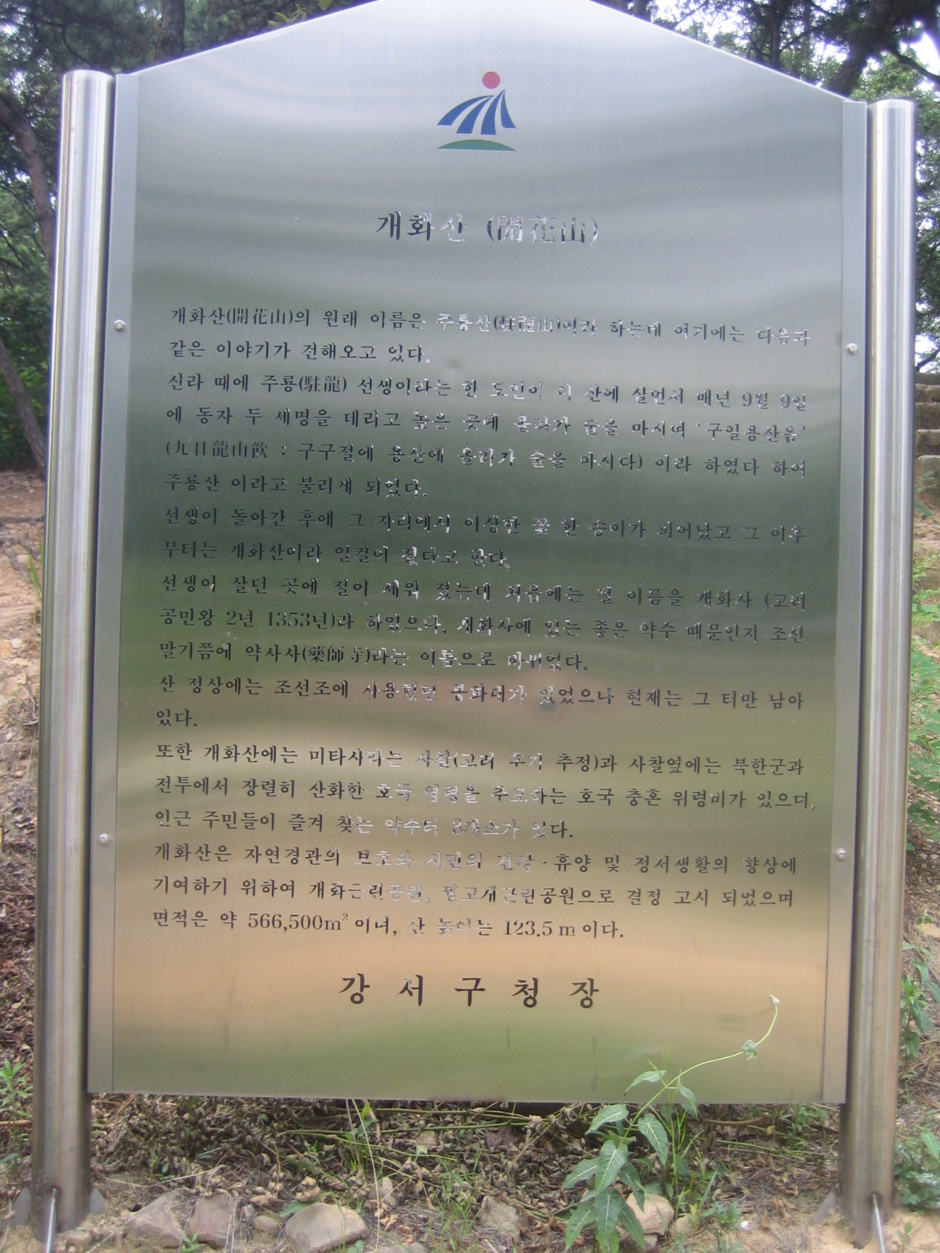 개화산 (開花山)
개화산(開花山)의 원래 이름은 주룡산(駐龍山)이라 하는데 여기에는 다음과
같은 이야기가 전해오고 있다.
신라 때에 주룡(駐龍) 선생이라는 한 도인이 이 산에 살면서 매년 9월 9일
에 동자 두 세명을 데리고 높은 곳에 올라가 술을 마시며 '구일용산음'
(九日龍山飮 : 구구절에 용산에 올라가 술을 마시다) 이라 하였다 하여
주룡산 이라고 불리게 되었다.
선생이 돌아간 후에 그 자리에서 이상한 꽃 한 송이가 피어났고 그 이후
부터는 개화산이라 일컬어 졌다고 한다.
선생이 살던 곳에 절이 세워 졌는데 처음에는 절 이름을 개화사 (고려
공민왕 2년 1353년)라 하였으나, 개화사에 있는 좋은 약수 때문인지 조선
말기쯤에 약사사(藥師寺)라는 이름으로 바뀌었다.
산 정상에는 조선조에 사용했던 봉화대가 있었으나 현재는 그 터만 남아
있다.
또한 개화산에는 미타사라는 사찰(고려 후기 추정)과 사찰옆에는 북한군과
전투에서 장렬히 산화한 호국 영령을 추모하는 호국 충혼 위령비가 있으며,
인근 주민들이 즐겨 찾는 약수터 3개소가 있다.
개화산은 자연경관의 보호와 시민의 건강·휴양 및 정서생활의 향상에
기여하기 위하여 개화근린공원, 꿩고개근린공원으로 결정 고시 되었으며
면적은 약 566,500m² 이며, 산 높이는 123.5 m 이다.
강 서 구 청 장